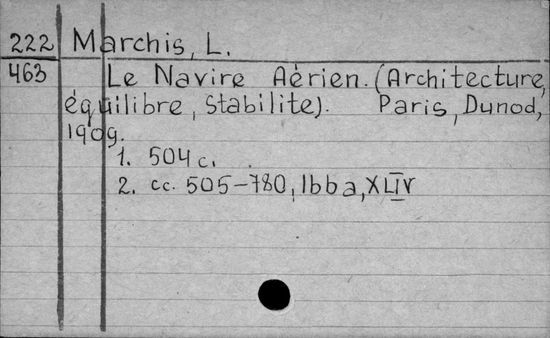 222 Marchis, L.
463 Le Navire Aérien. (Architecture,
équilibre, stabilite). Paris, Dunod,
1909.
1. 504 c.
2. cc. 505-780, Ibba, XLIV